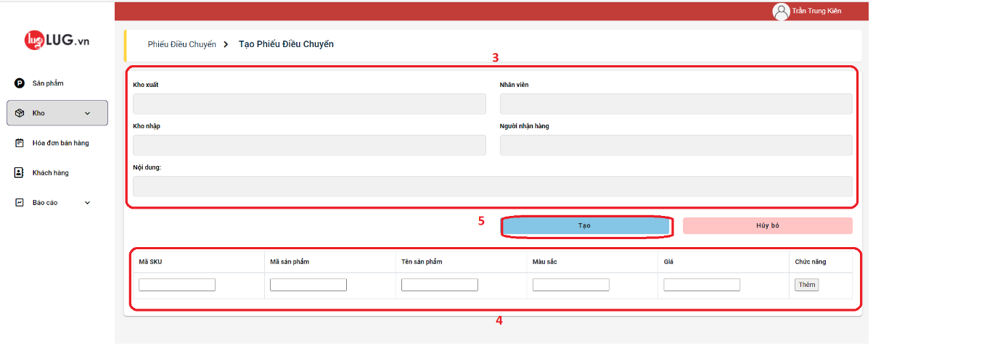 Trần Trung Kiên
lug LUG.vn
Phiếu Điều Chuyển > Tạo Phiếu Điều Chuyển
3
Sản phẩm
Kho
Hóa đơn bán hàng
Khách hàng
Báo cáo
Kho xuất Nhân viên
Kho nhập Người nhận hàng
Nội dung:
5 Tạo Hủy bỏ
Mã SKU Mã sản phẩm Tên sản phẩm Màu sắc Giá Chức năng
Thêm
4